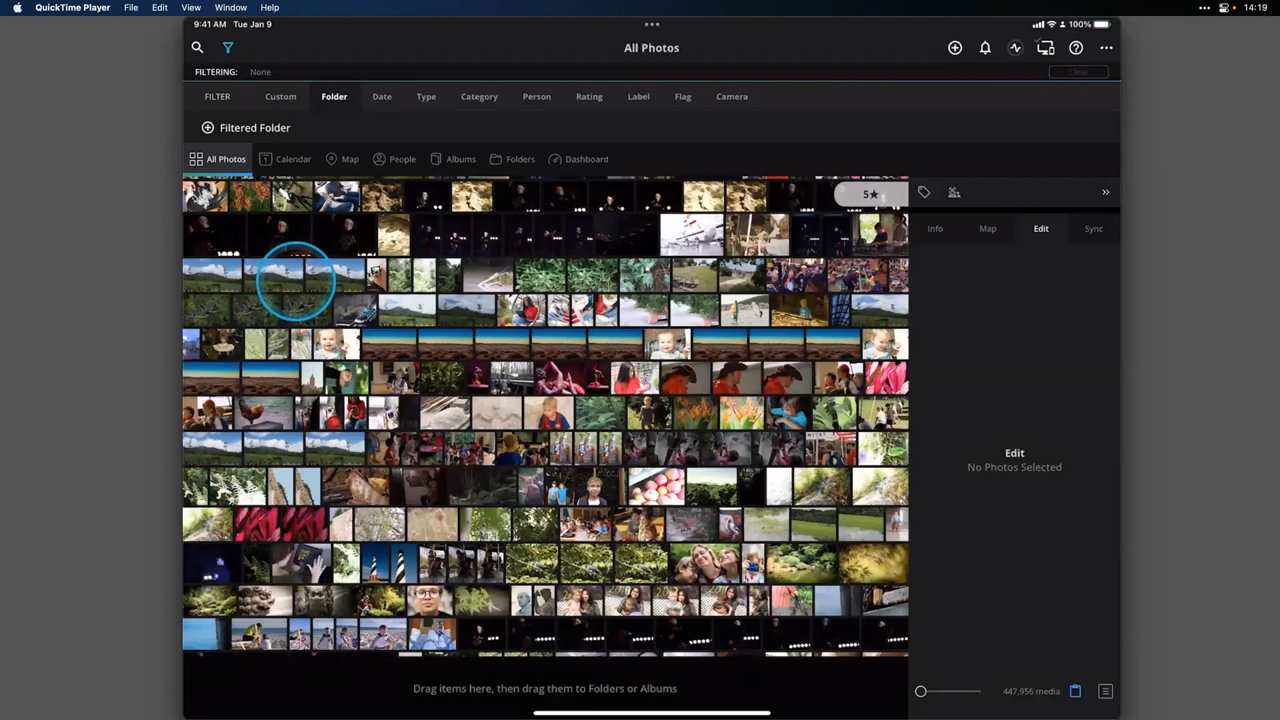 QuickTime Player File Edit View Window Help 14:19
9:41 AM Tue Jan 9 100%
All Photos
FILTERING: None Clear
FILTER Custom Folder Date Type Category Person Rating Label Flag Camera
Filtered Folder
All Photos Calendar Map People Albums Folders Dashboard
5★
Info Map Edit Sync
Edit
No Photos Selected
Drag items here, then drag them to Folders or Albums
447,956 media